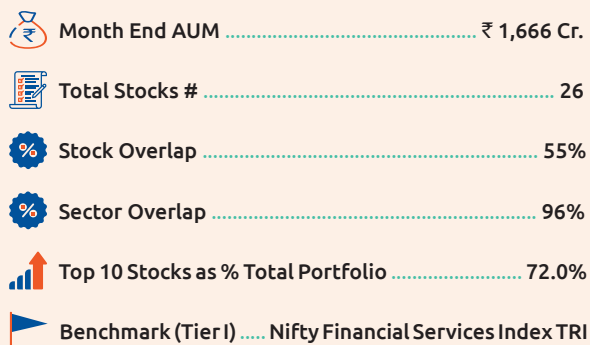 Month End AUM ₹ 1,666 Cr.
Total Stocks # 26
Stock Overlap 55%
Sector Overlap 96%
Top 10 Stocks as % Total Portfolio 72.0%
Benchmark (Tier I) Nifty Financial Services Index TRI